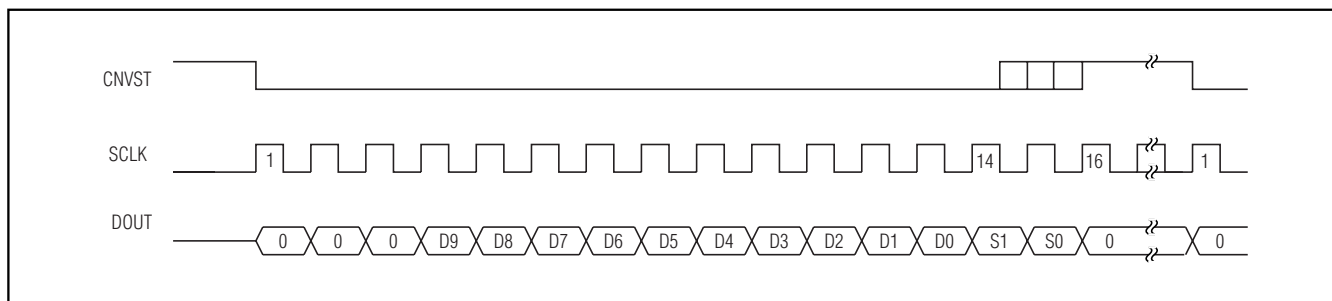 CNVST
SCLK
1 14 16 1
DOUT
0 0 0 D9 D8 D7 D6 D5 D4 D3 D2 D1 D0 S1 S0 0 0